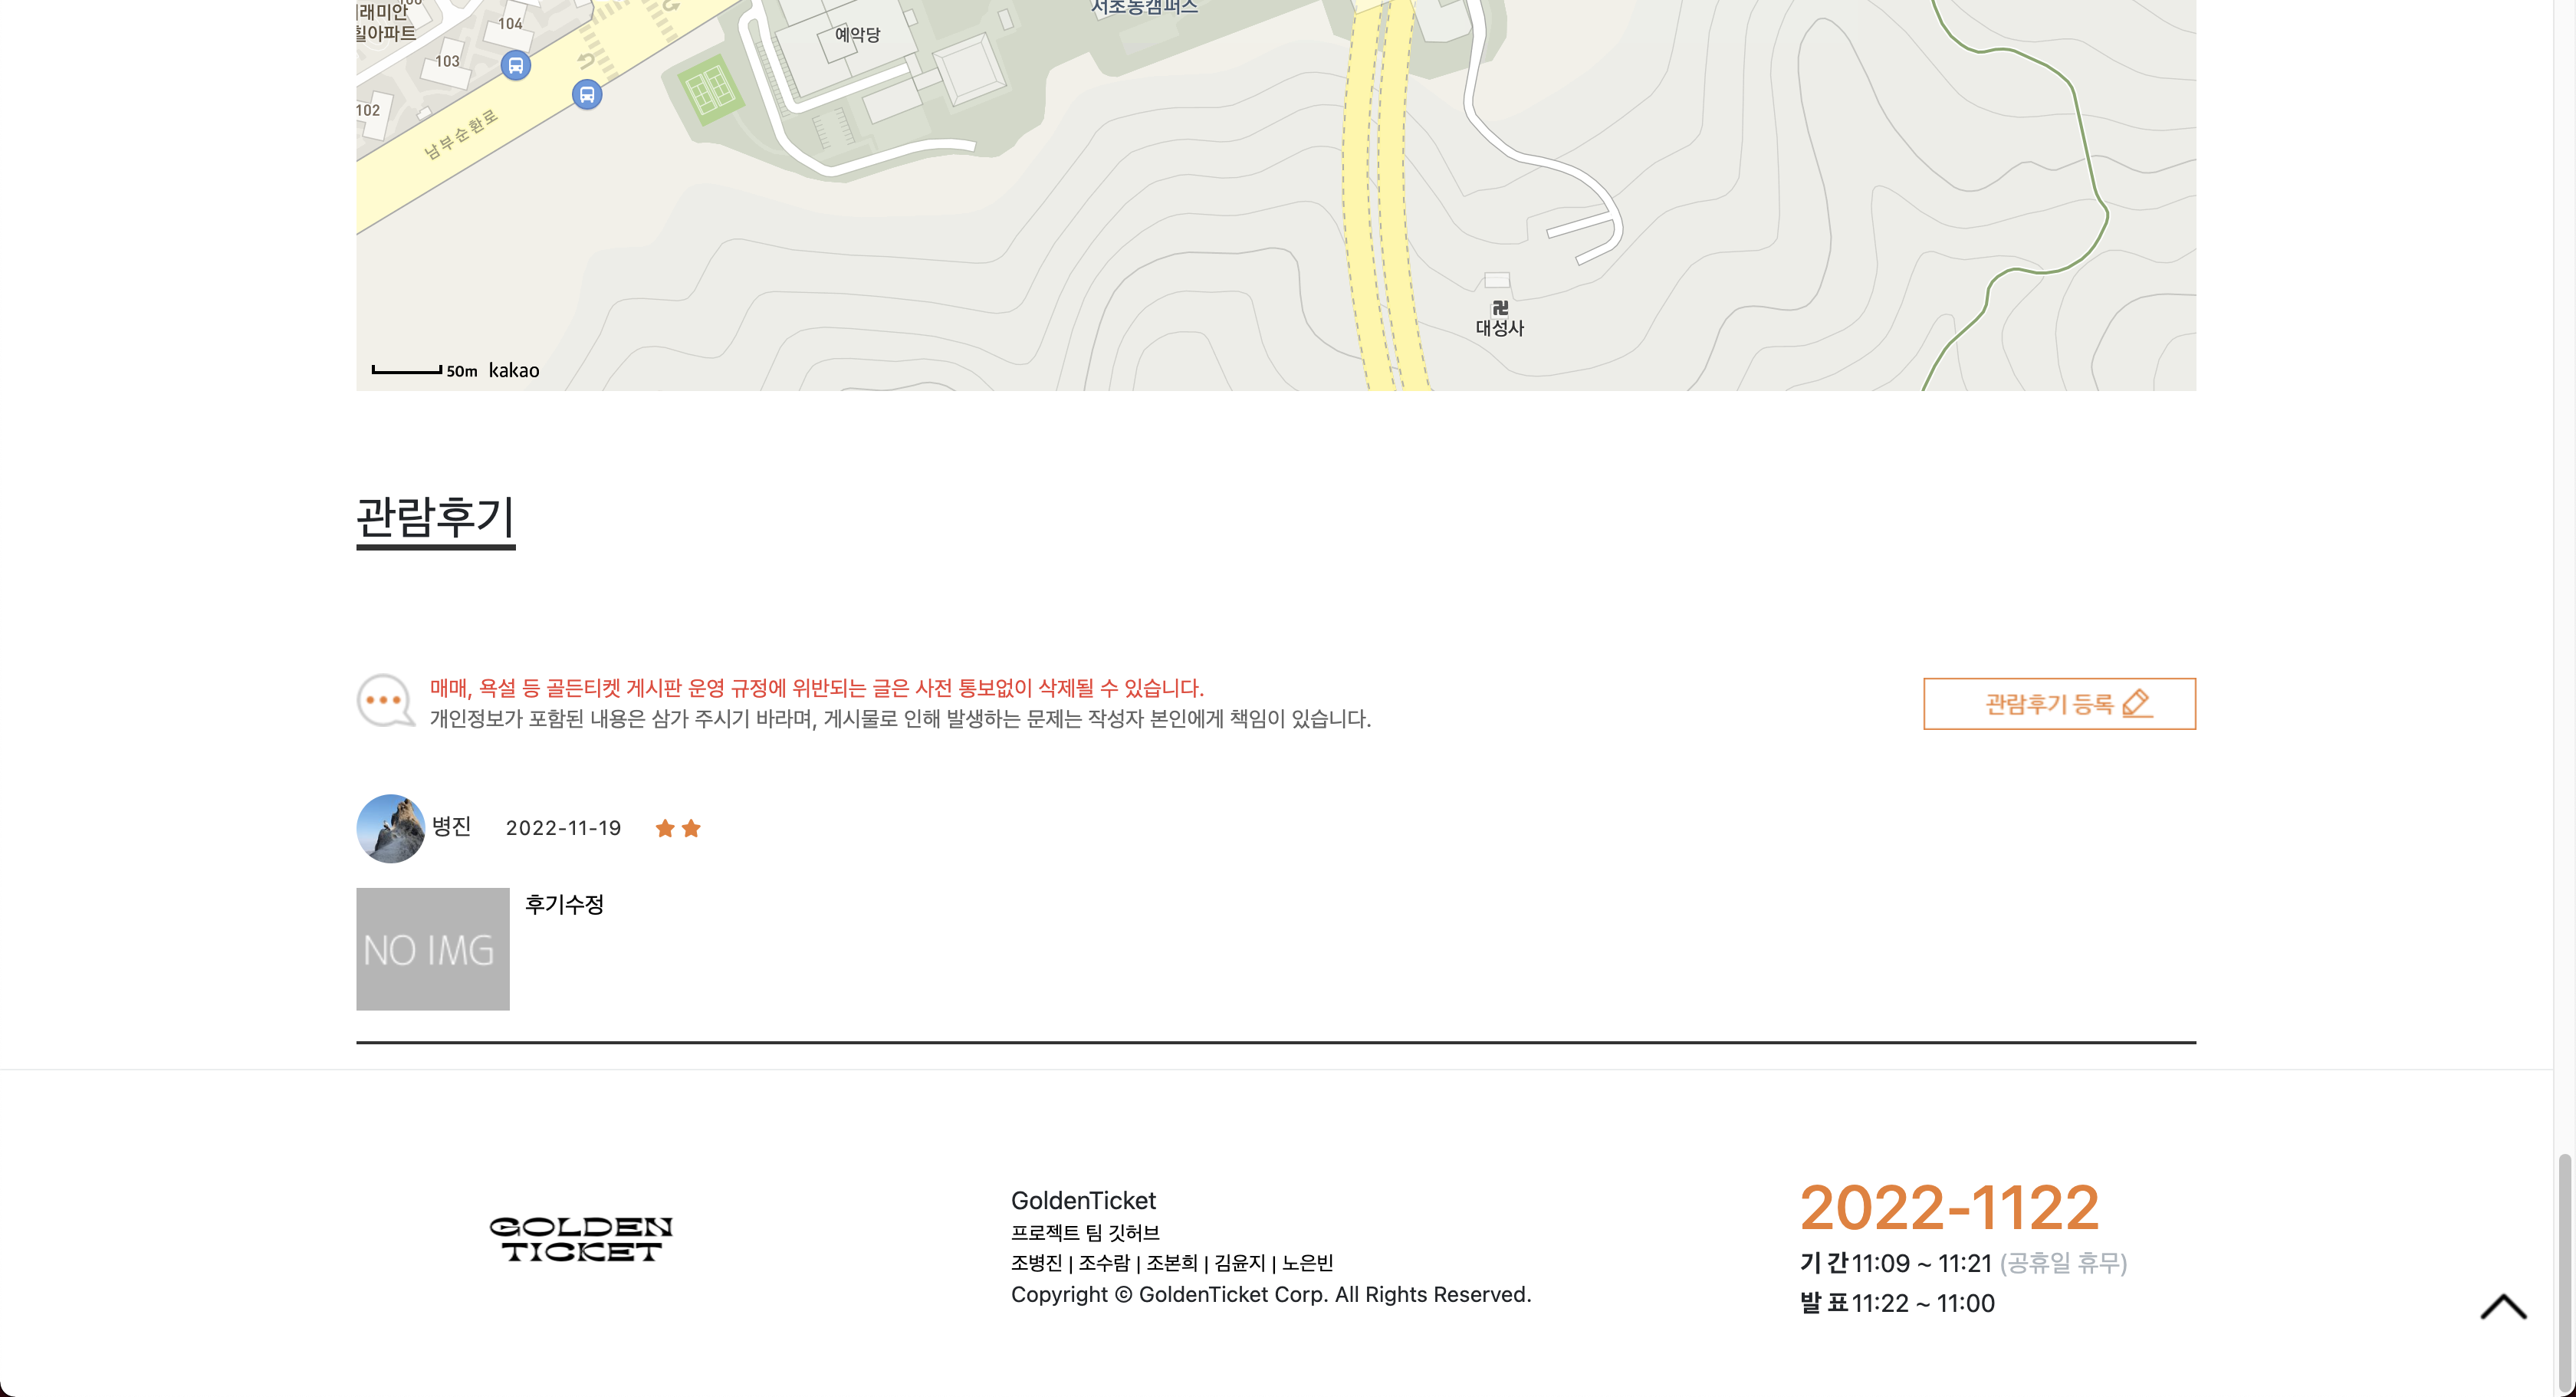 래미안
힐아파트
104
103
102
남부순환로
예악당
서초동캠퍼스
대성사
50m kakao
관람후기
매매, 욕설 등 골든티켓 게시판 운영 규정에 위반되는 글은 사전 통보없이 삭제될 수 있습니다.
개인정보가 포함된 내용은 삼가 주시기 바라며, 게시물로 인해 발생하는 문제는 작성자 본인에게 책임이 있습니다.
관람후기 등록
병진 2022-11-19
NO IMG
후기수정
GOLDEN
TICKET
GoldenTicket
프로젝트 팀 깃허브
조병진 | 조수람 | 조본희 | 김윤지 | 노은빈
Copyright ⓒ GoldenTicket Corp. All Rights Reserved.
2022-1122
기 간 11:09 ~ 11:21 (공휴일 휴무)
발 표 11:22 ~ 11:00